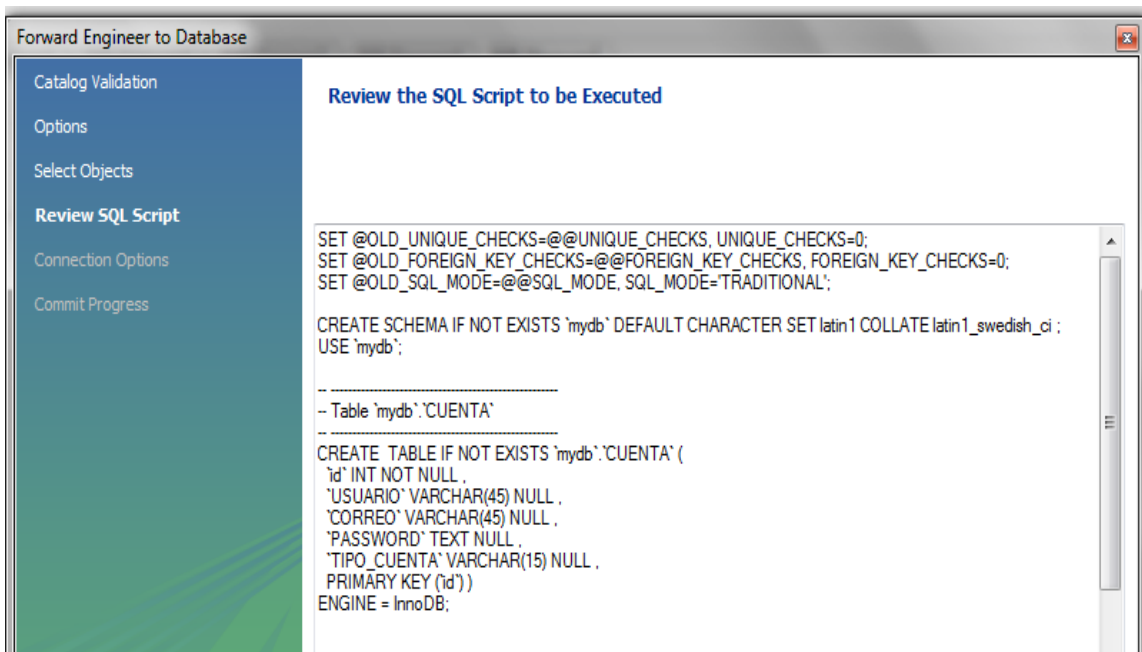 Forward Engineer to Database
Catalog Validation
Options
Select Objects
Review SQL Script
Connection Options
Commit Progress
Review the SQL Script to be Executed
SET @OLD_UNIQUE_CHECKS=@@UNIQUE_CHECKS, UNIQUE_CHECKS=0;
SET @OLD_FOREIGN_KEY_CHECKS=@@FOREIGN_KEY_CHECKS, FOREIGN_KEY_CHECKS=0;
SET @OLD_SQL_MODE=@@SQL_MODE, SQL_MODE='TRADITIONAL';
CREATE SCHEMA IF NOT EXISTS `mydb` DEFAULT CHARACTER SET latin1 COLLATE latin1_swedish_ci ;
USE `mydb`;
-- -----------------------------------------------------
-- Table `mydb`.`CUENTA`
-- -----------------------------------------------------
CREATE  TABLE IF NOT EXISTS `mydb`.`CUENTA` (
`id` INT NOT NULL ,
`USUARIO` VARCHAR(45) NULL ,
`CORREO` VARCHAR(45) NULL ,
`PASSWORD` TEXT NULL ,
`TIPO_CUENTA` VARCHAR(15) NULL ,
PRIMARY KEY (`id`) )
ENGINE = InnoDB;